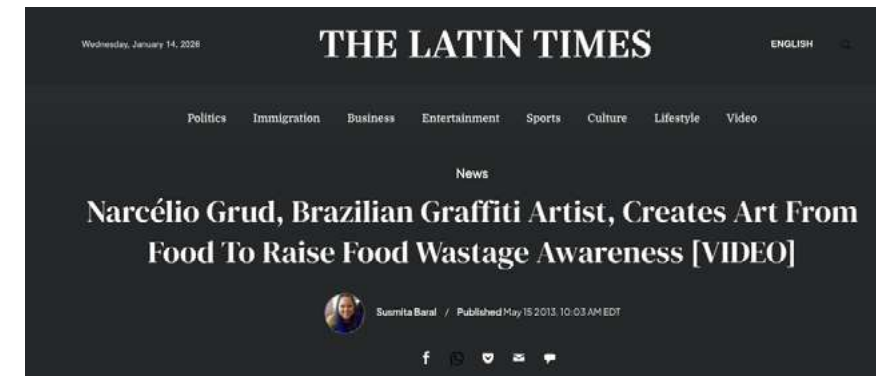 Wednesday, January 14, 2026
THE LATIN TIMES
ENGLISH
Politics Immigration Business Entertainment Sports Culture Lifestyle Video
News
Narcélio Grud, Brazilian Graffiti Artist, Creates Art From
Food To Raise Food Wastage Awareness [VIDEO]
Susmita Baral / Published May 15 2013, 10:03 AM EDT